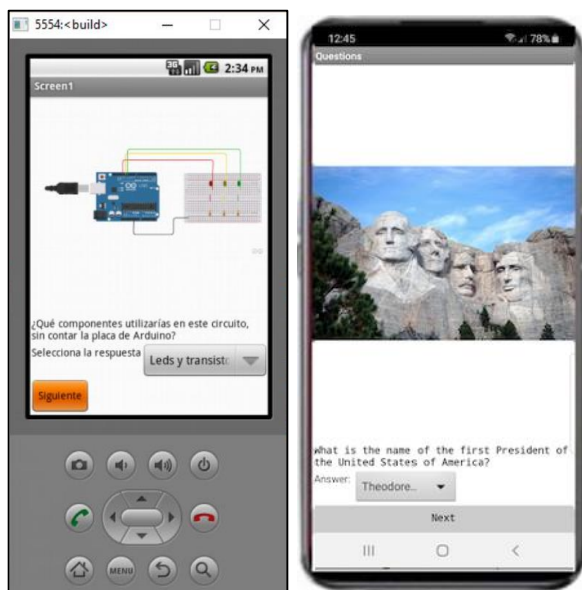 5554:<build>
3G
2:34 PM
Screen1
¿Qué componentes utilizarías en este circuito,
sin contar la placa de Arduino?
Selecciona la respuesta
Leds y transisto
Siguiente
MENU
12:45
78%
Questions
What is the name of the first President of
the United States of America?
Answer:
Theodore..
Next